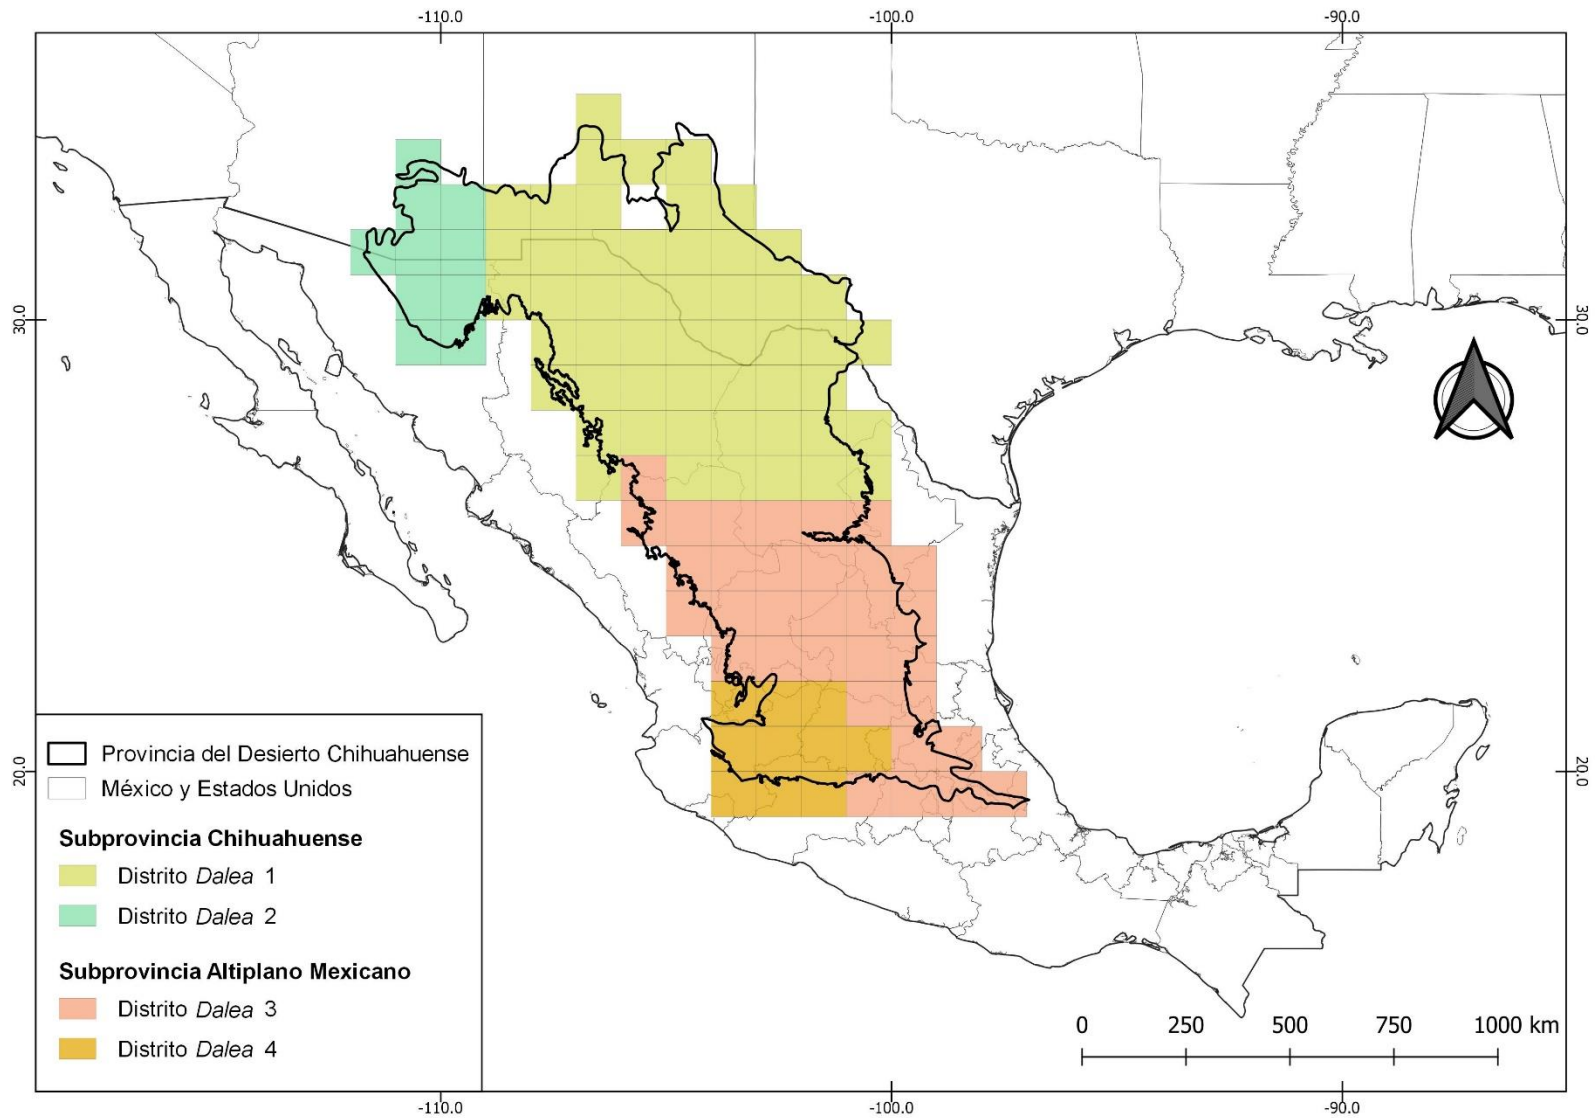 -110.0 -100.0 -90.0
30.0 30.0
20.0 20.0
Provincia del Desierto Chihuahuense
México y Estados Unidos
Subprovincia Chihuahuense
Distrito Dalea 1
Distrito Dalea 2
Subprovincia Altiplano Mexicano
Distrito Dalea 3
Distrito Dalea 4
0 250 500 750 1000 km
-110.0 -100.0 -90.0